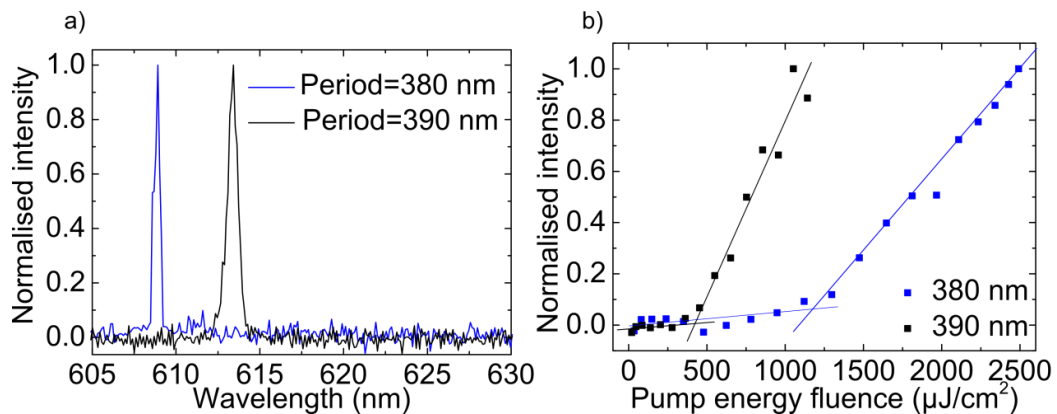 a)
Normalised intensity
1.0
0.8
0.6
0.4
0.2
0.0
605 610 615 620 625 630
Wavelength (nm)
Period=380 nm
Period=390 nm
b)
Normalised intensity
1.0
0.8
0.6
0.4
0.2
0.0
0 500 1000 1500 2000 2500
Pump energy fluence (µJ/cm²)
380 nm
390 nm